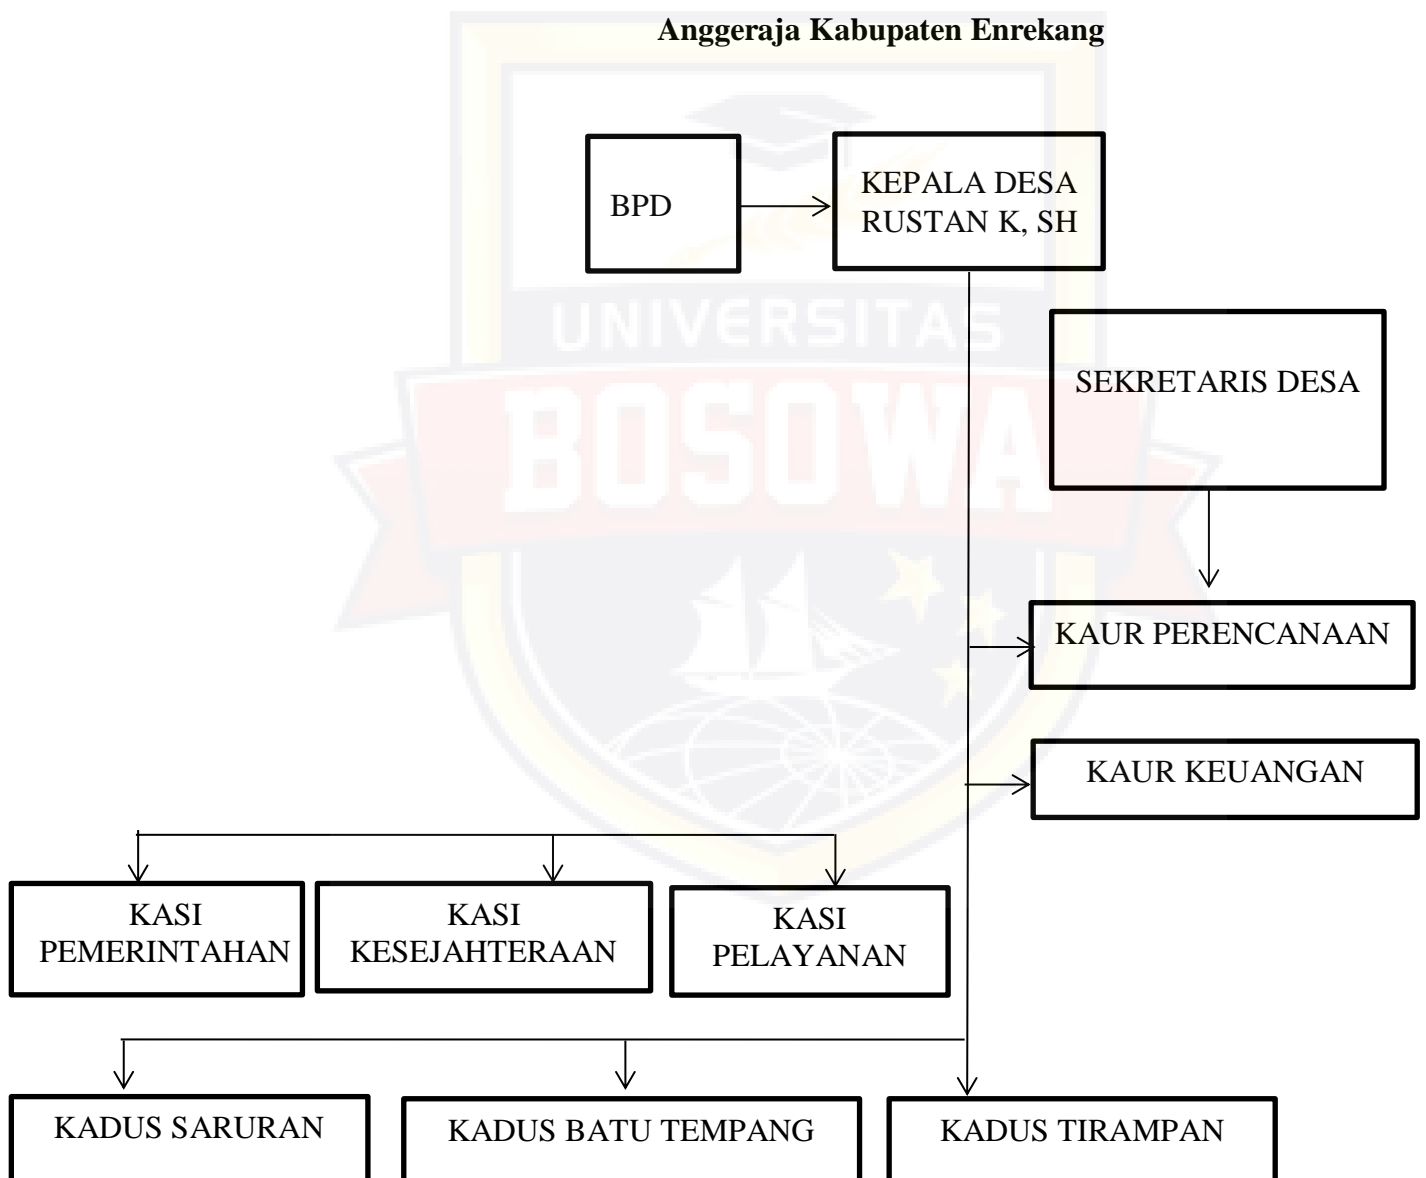 Anggeraja Kabupaten Enrekang
BPD
KEPALA DESA
RUSTAN K, SH
UNIVERSITAS
BOSOWA
SEKRETARIS DESA
KAUR PERENCANAAN
KAUR KEUANGAN
KASI
PEMERINTAHAN
KASI
KESEJAHTERAAN
KASI
PELAYANAN
KADUS SARURAN
KADUS BATU TEMPANG
KADUS TIRAMPAN